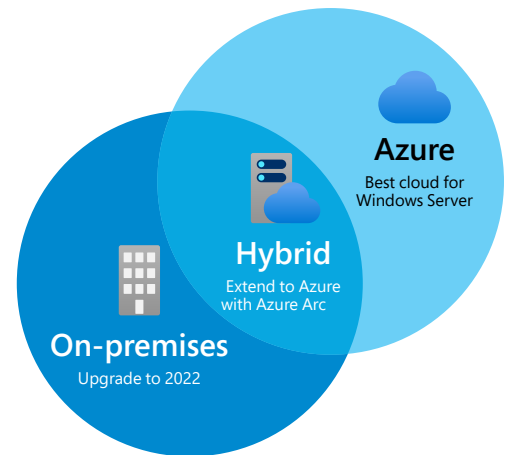 Azure
Best cloud for
Windows Server
Hybrid
Extend to Azure
with Azure Arc
On-premises
Upgrade to 2022